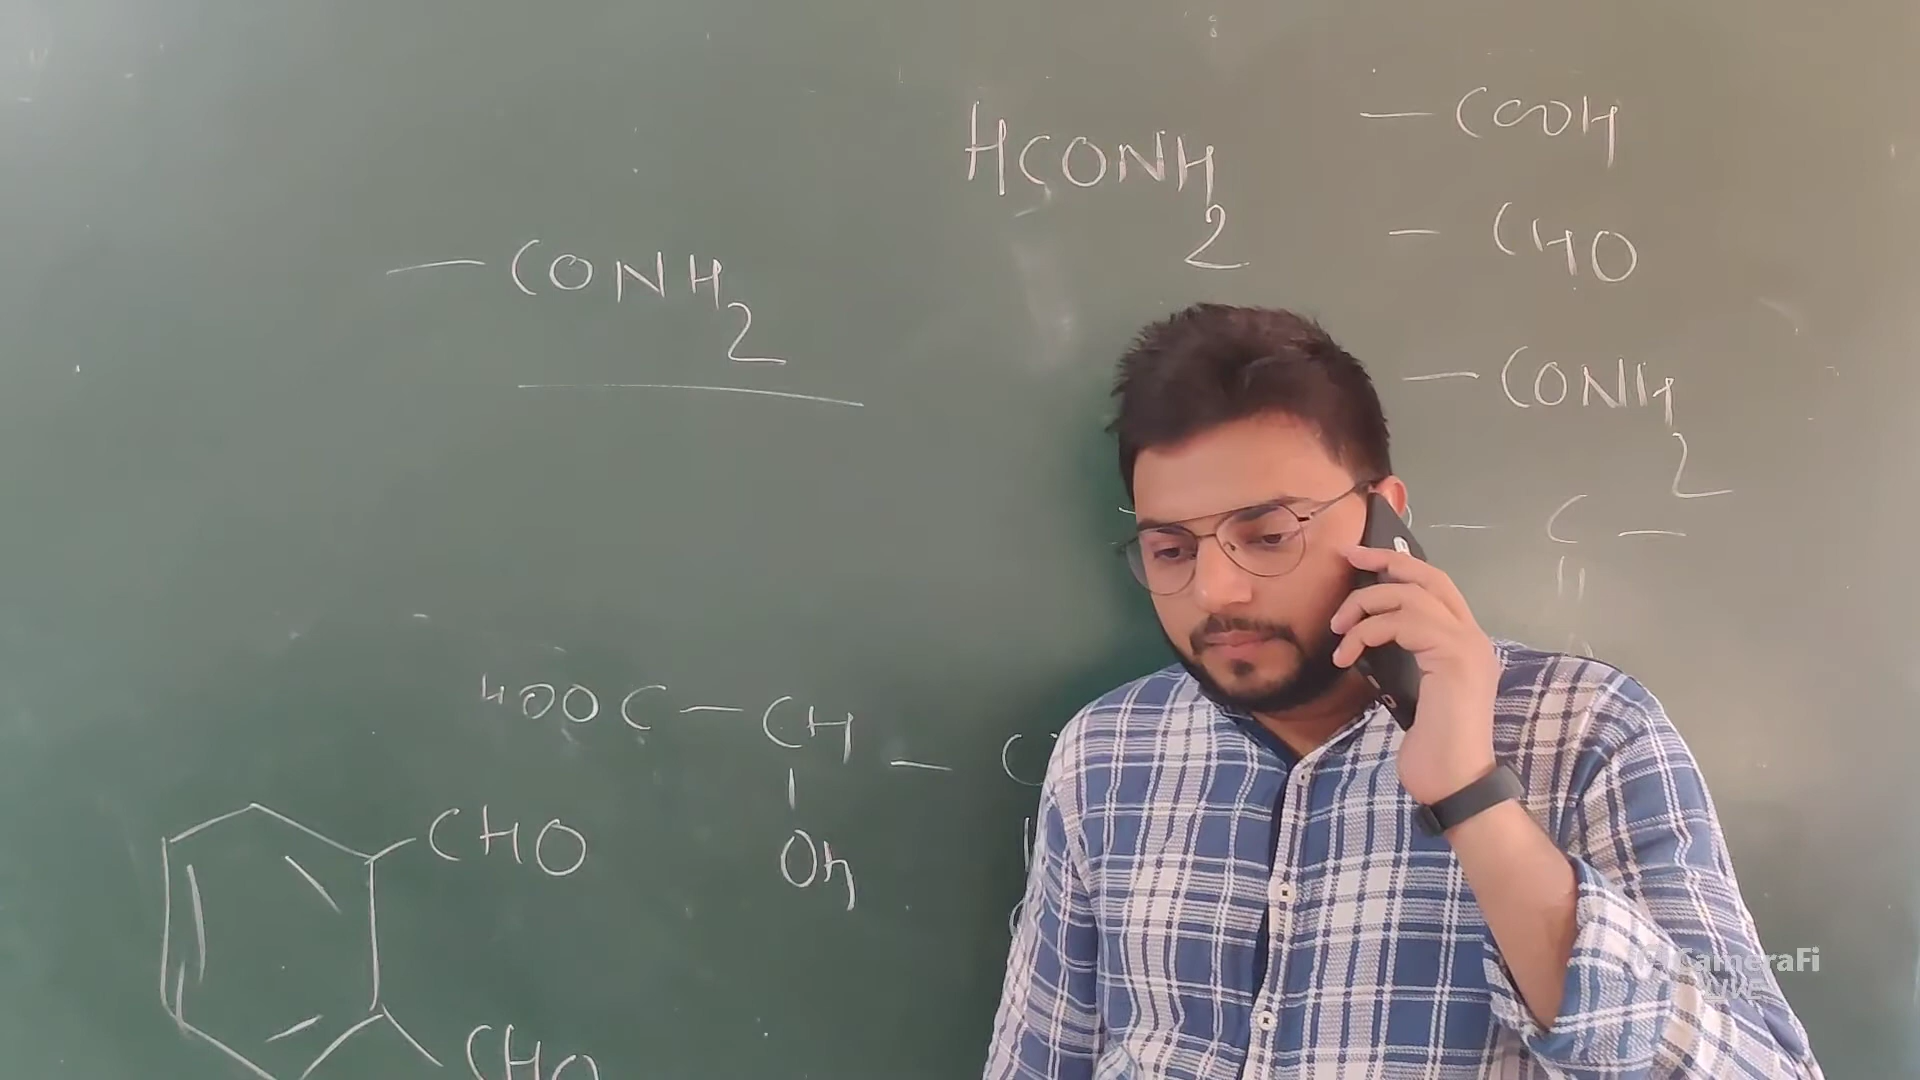 HCONH2
— COOH
— CHO
— CONH2
— CONH2
— C —
HOOC — CH — C
OH
CHO
CHO
CameraFi
LIVE